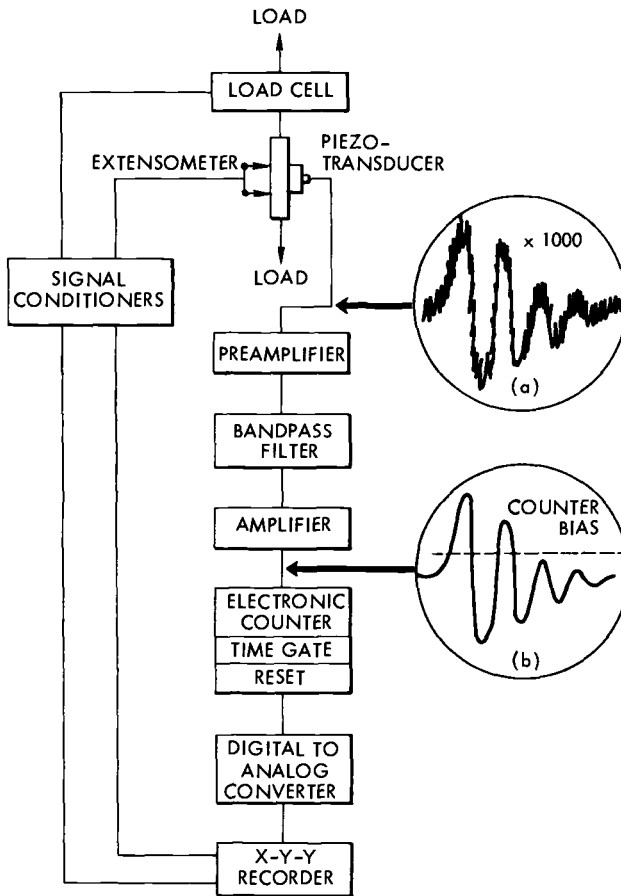 LOAD
LOAD CELL
PIEZO-
TRANSDUCER
EXTENSOMETER
LOAD
SIGNAL
CONDITIONERS
x 1000
(a)
PREAMPLIFIER
BANDPASS
FILTER
AMPLIFIER
COUNTER
BIAS
(b)
ELECTRONIC
COUNTER
TIME GATE
RESET
DIGITAL TO
ANALOG
CONVERTER
X-Y-Y
RECORDER